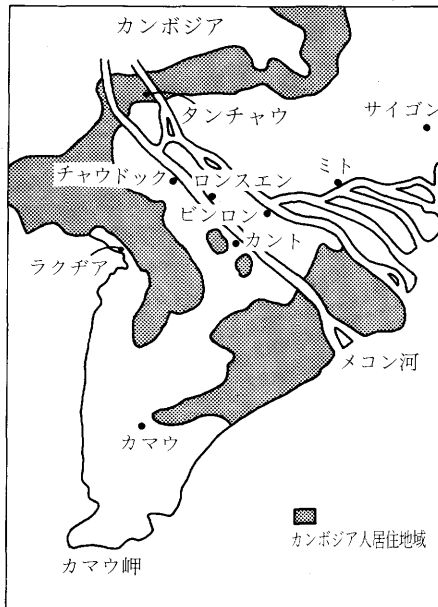 カンボジア
タンチャウ
サイゴン
チャウドック
ロンスエン
ミト
ビンロン
カント
ラクヂア
メコン河
カマウ
カンボジア人居住地域
カマウ岬